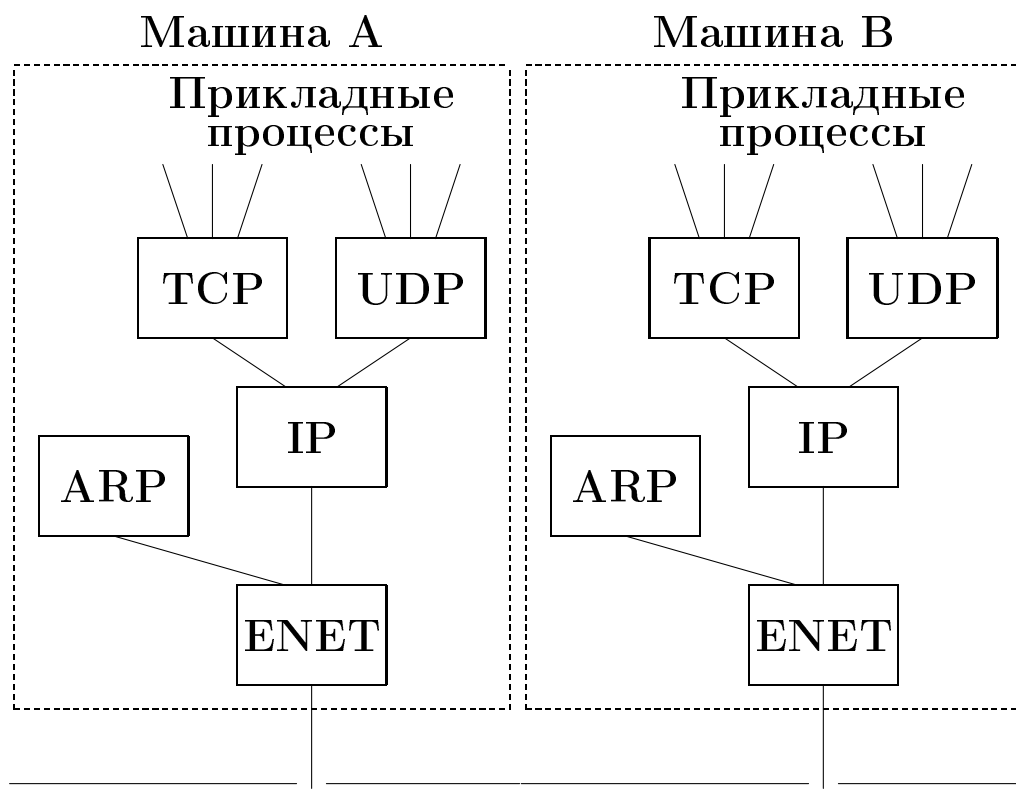 Машина A
Прикладные
процессы
TCP
UDP
IP
ARP
ENET
Машина B
Прикладные
процессы
TCP
UDP
IP
ARP
ENET